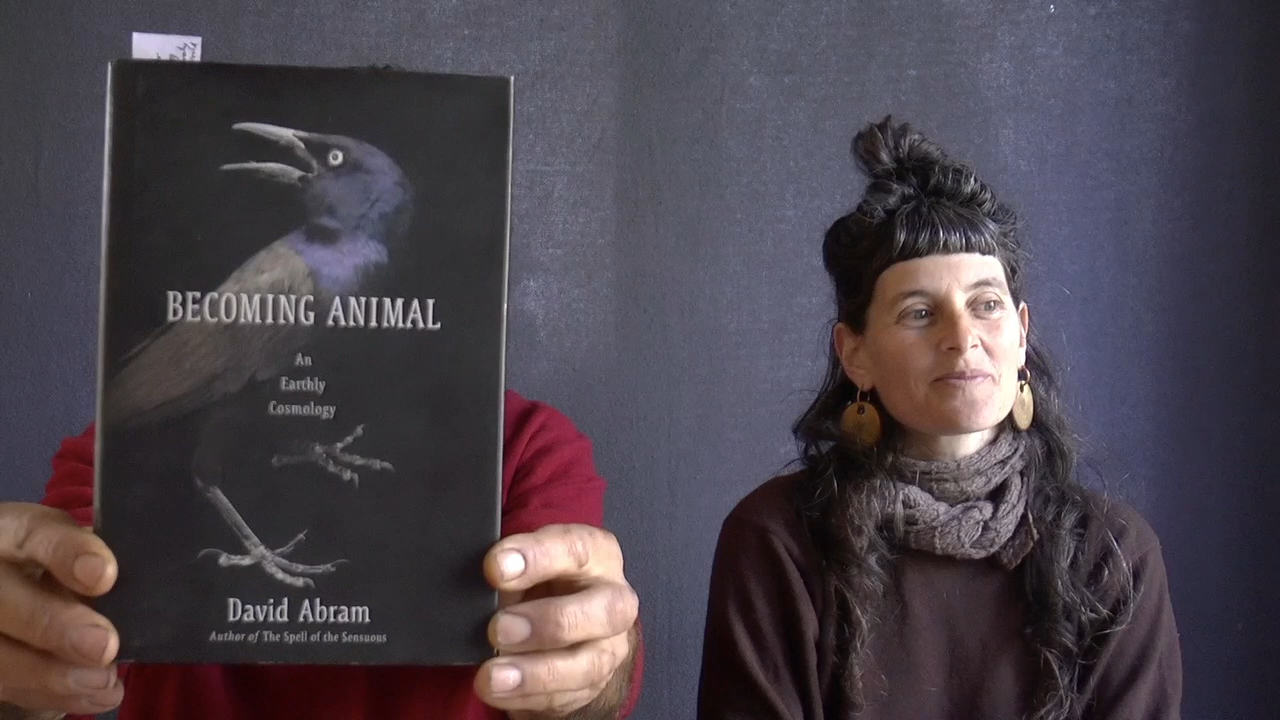 BECOMING ANIMAL
An
Earthly
Cosmology
David Abram
Author of The Spell of the Sensuous